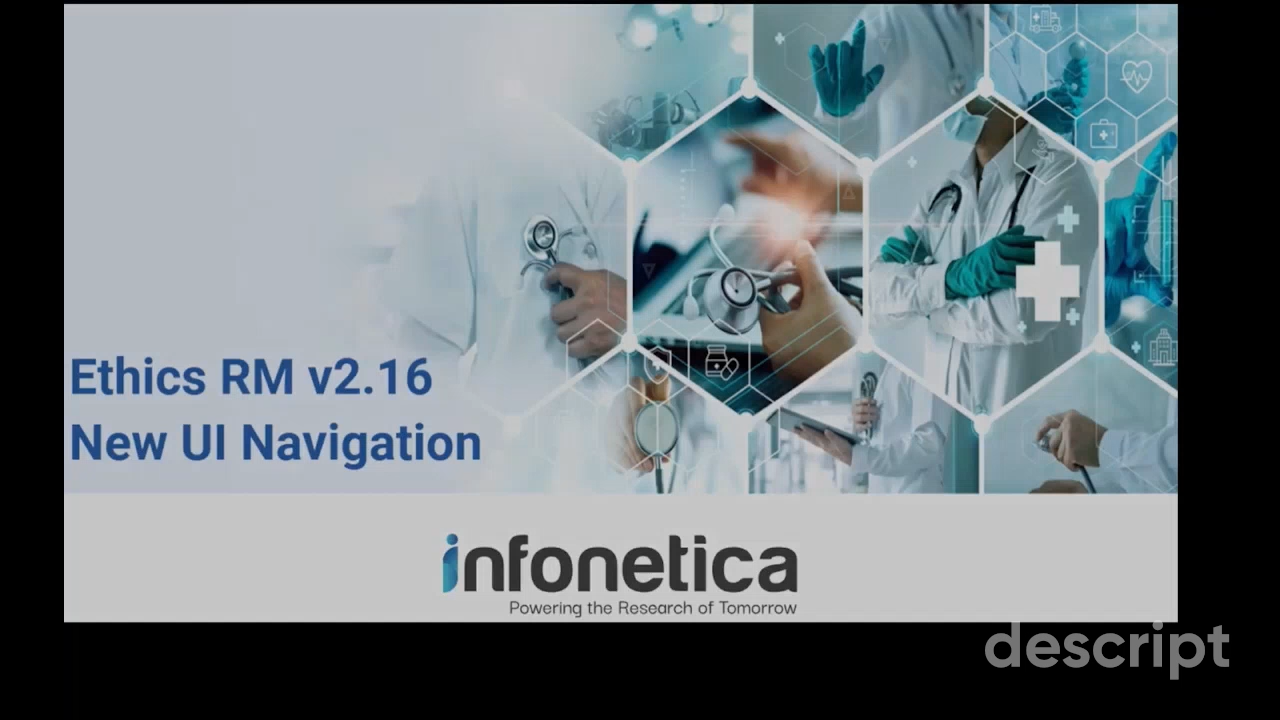 Ethics RM v2.16
New UI Navigation
infonetica
Powering the Research of Tomorrow
descript